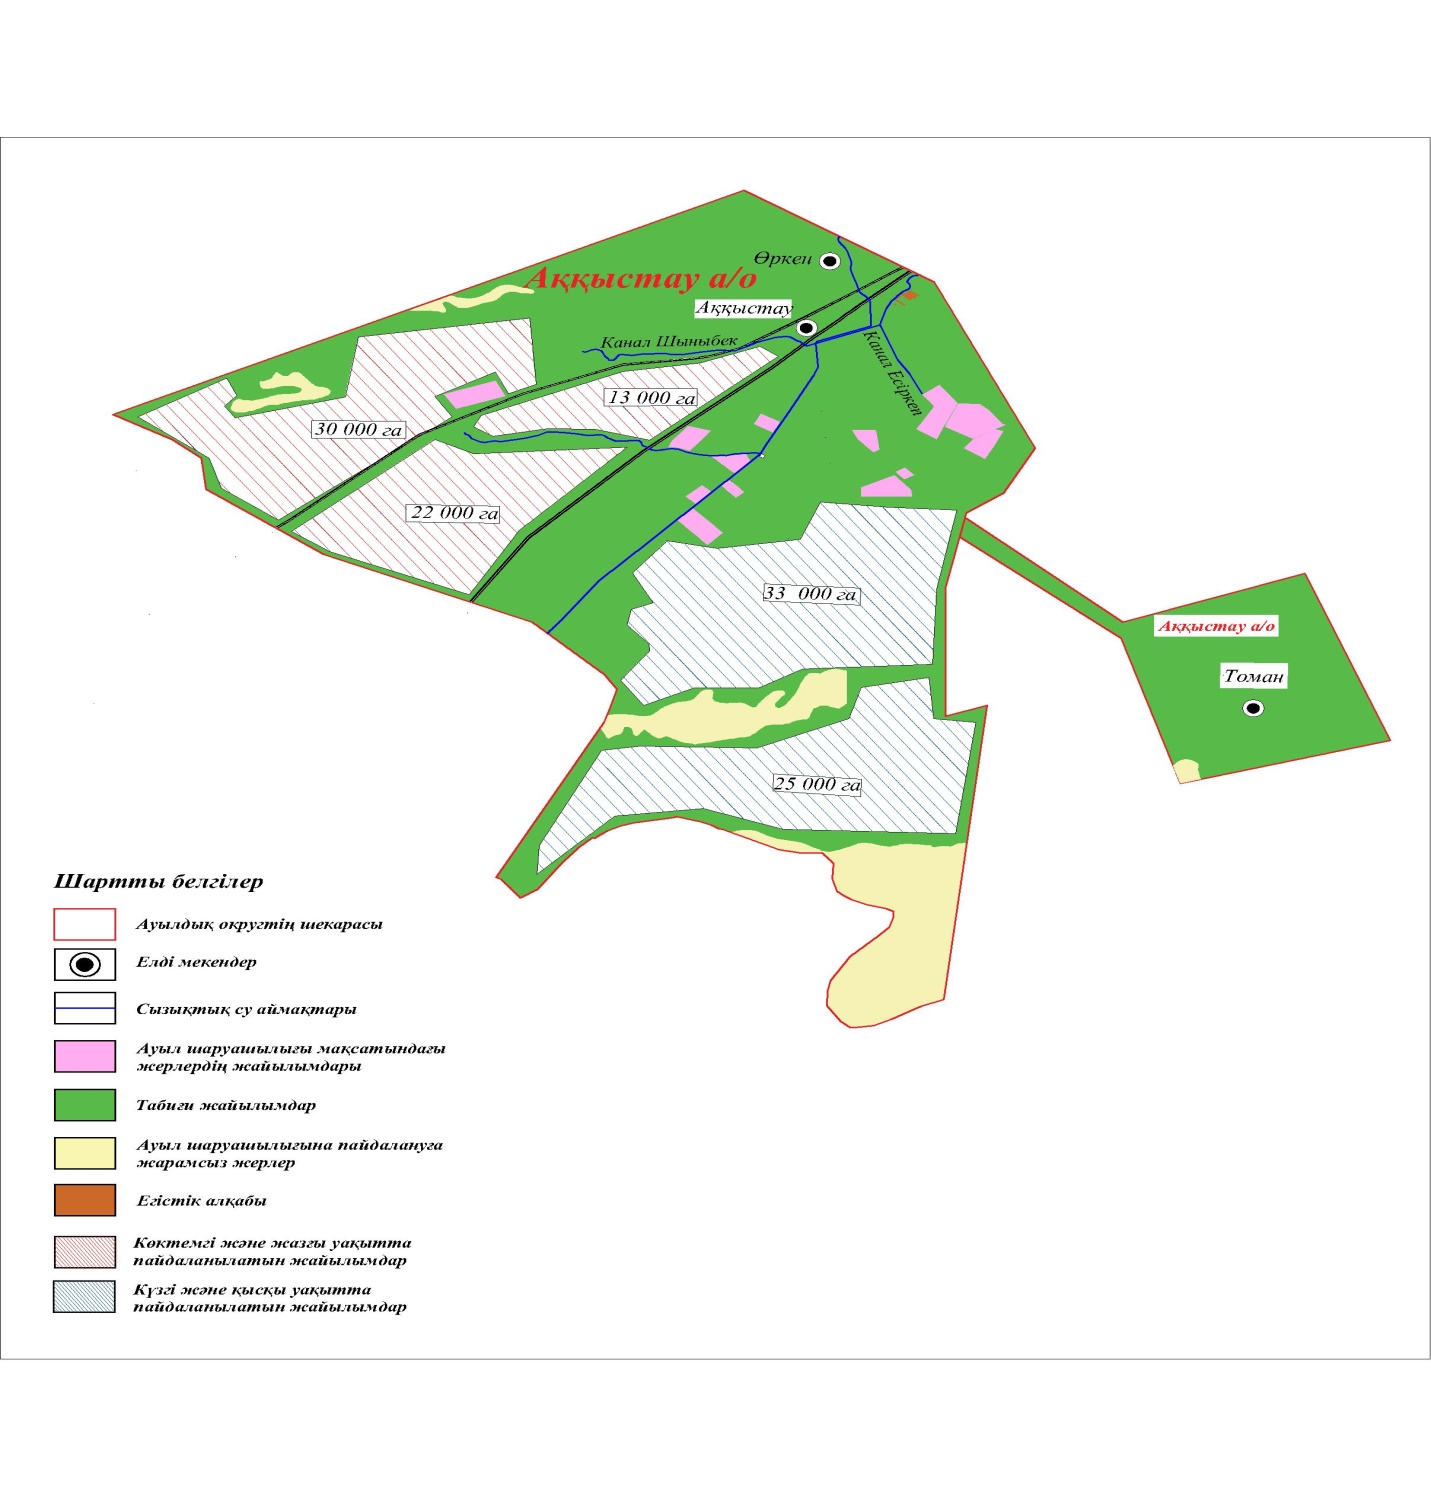 Өркен
Аққыстау а/о
Аққыстау
Канал Шыныбек
Канал Есіркеп
13 000 га
30 000 га
22 000 га
33 000 га
Аққыстау а/о
Томан
25 000 га
Шартты белгілер
Ауылдық округтің шекарасы
Елді мекендер
Сызықтық су аймақтары
Ауыл шаруашылығы мақсатындағы
жерлердің жайылымдары
Табиғи жайылымдар
Ауыл шаруашылығына пайдалануға
жарамсыз жерлер
Егістік алқабы
Көктемгі және жазғы уақытта
пайдаланылатын жайылымдар
Күзгі және қысқы уақытта
пайдаланылатын жайылымдар